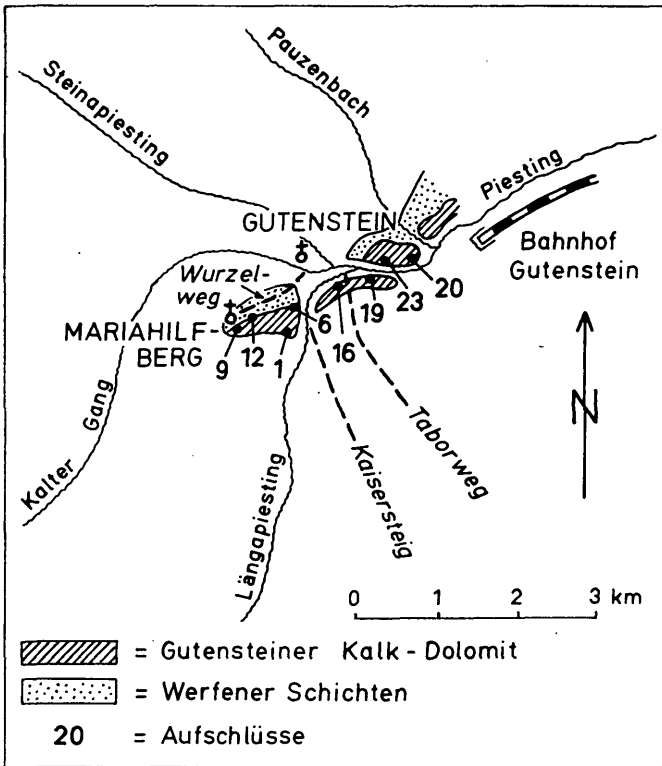 Pauzenbach
Steinapiesting
Piesting
GUTENSTEIN
Bahnhof
Gutenstein
Wurzel-
weg
MARIAHILF-
BERG
9
12
1
6
16
19
23
20
Kalter Gang
Längapiesting
Kaisersteig
Taborweg
N
0 1 2 3 km
= Gutensteiner Kalk-Dolomit
= Werfener Schichten
20 = Aufschlüsse